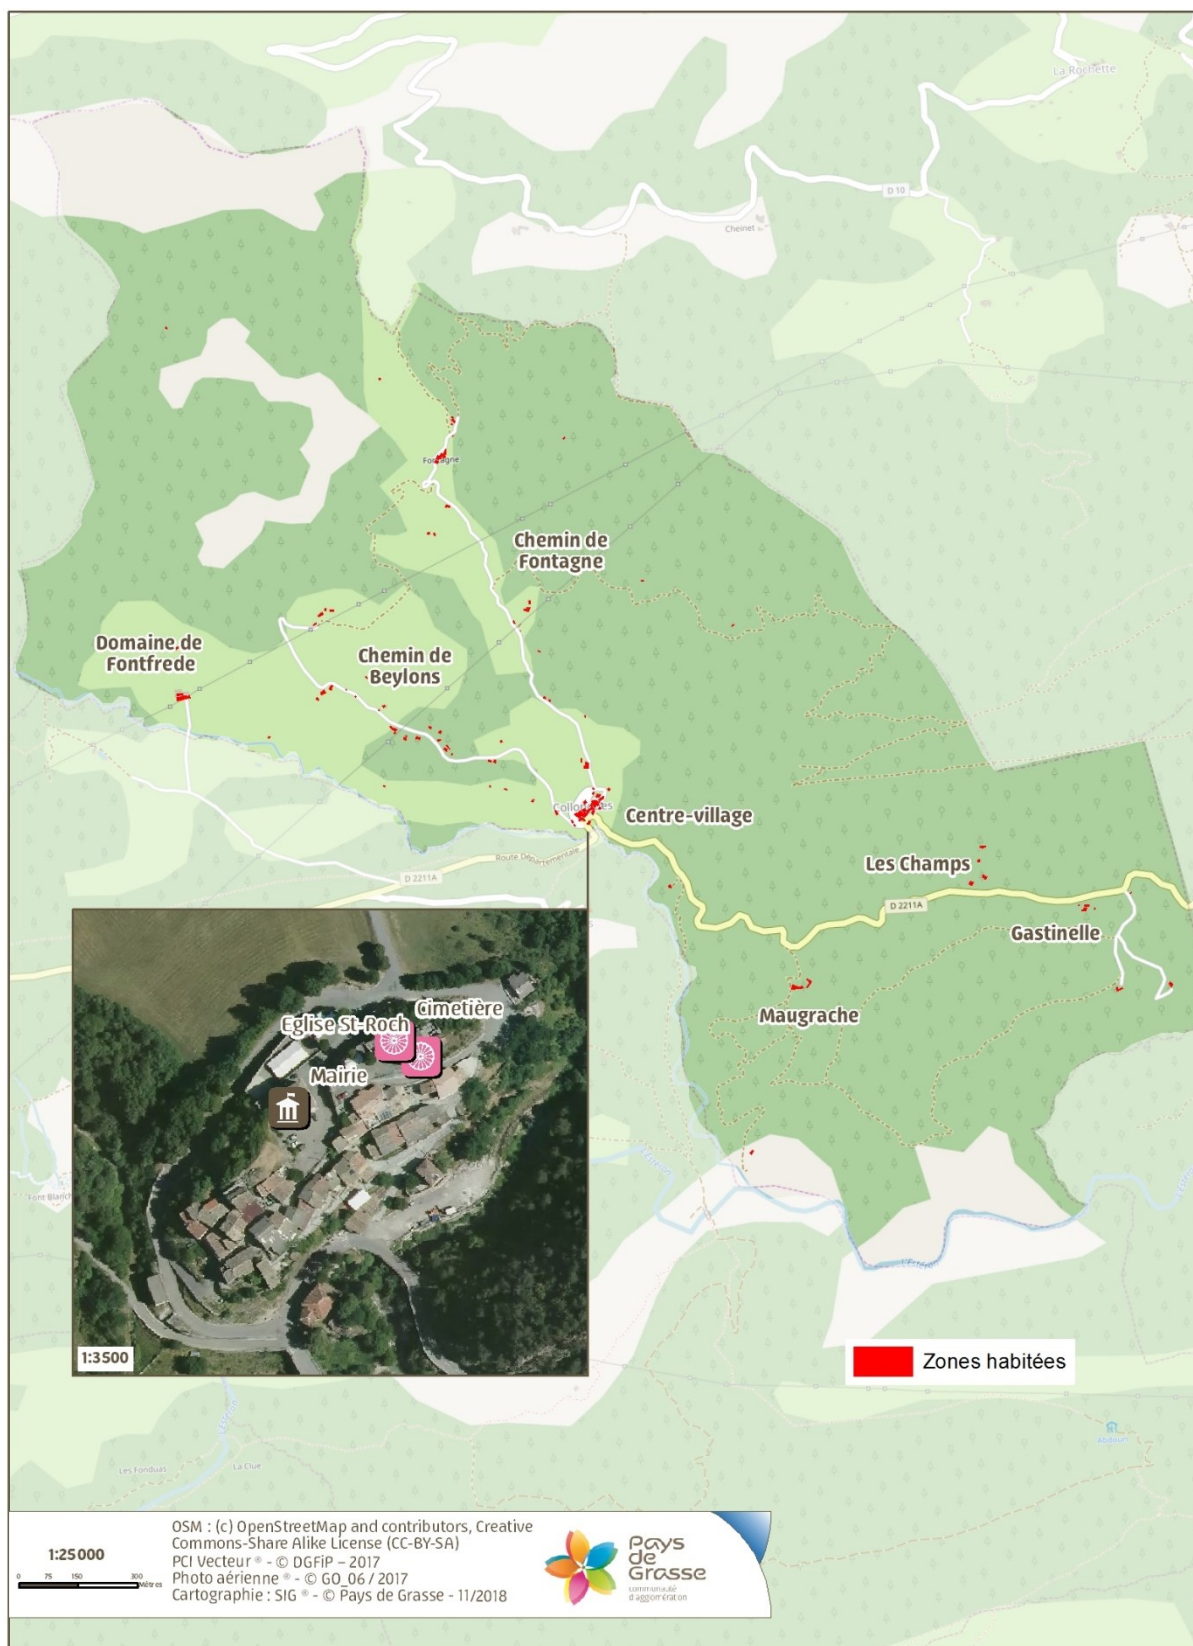 La Rochette
D 10
Cheinet
Chemin de
Fontagne
Domaine de
Fontfrede
Chemin de
Beylons
Centre-village
Route Départementale
D 2211A
Les Champs
D 2211A
Gastinelle
Maugrache
Eglise St-Roch
Cimetière
Mairie
1:3500
Zones habitées
Les Fonduas
La Clue
1:25000
0 75 150 300
Mètres
OSM : (c) OpenStreetMap and contributors, Creative
Commons-Share Alike License (CC-BY-SA)
PCI Vecteur ® - © DGFiP – 2017
Photo aérienne ® - © GO_06 / 2017
Cartographie : SIG ® - © Pays de Grasse - 11/2018
Pays
de
Grasse
communauté
d'agglomération